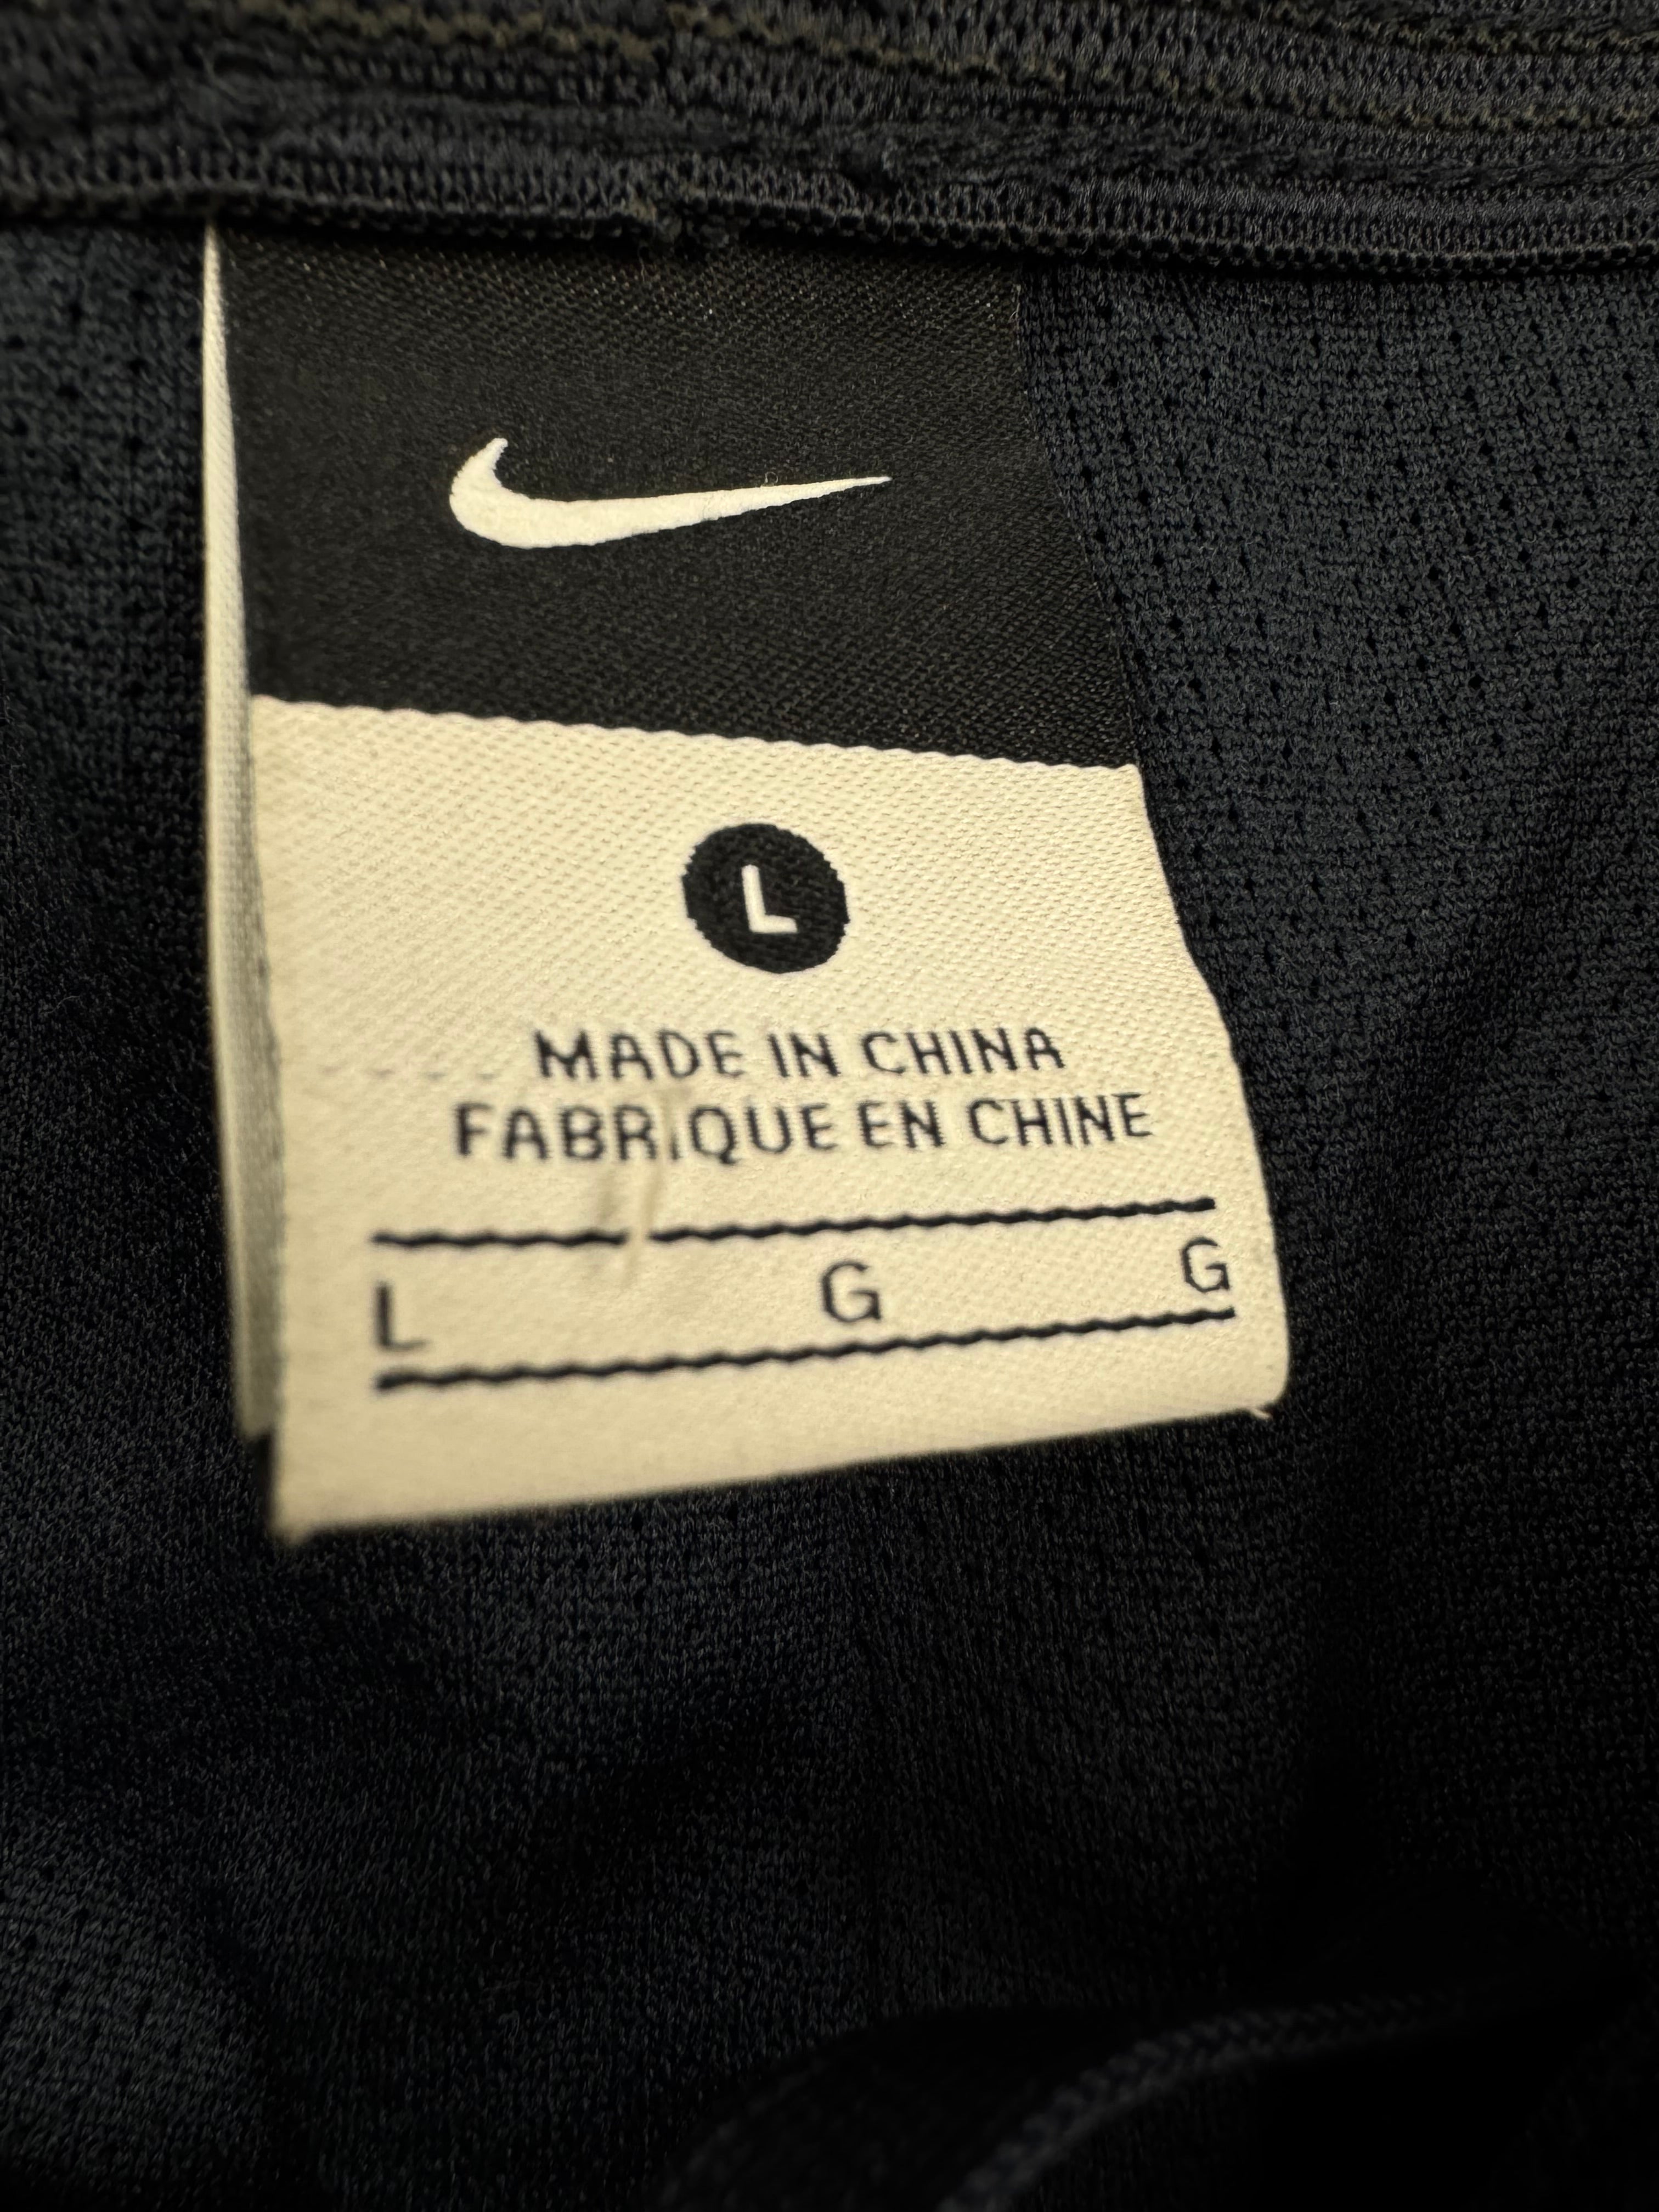 L
MADE IN CHINA
FABRIQUE EN CHINE
L G G